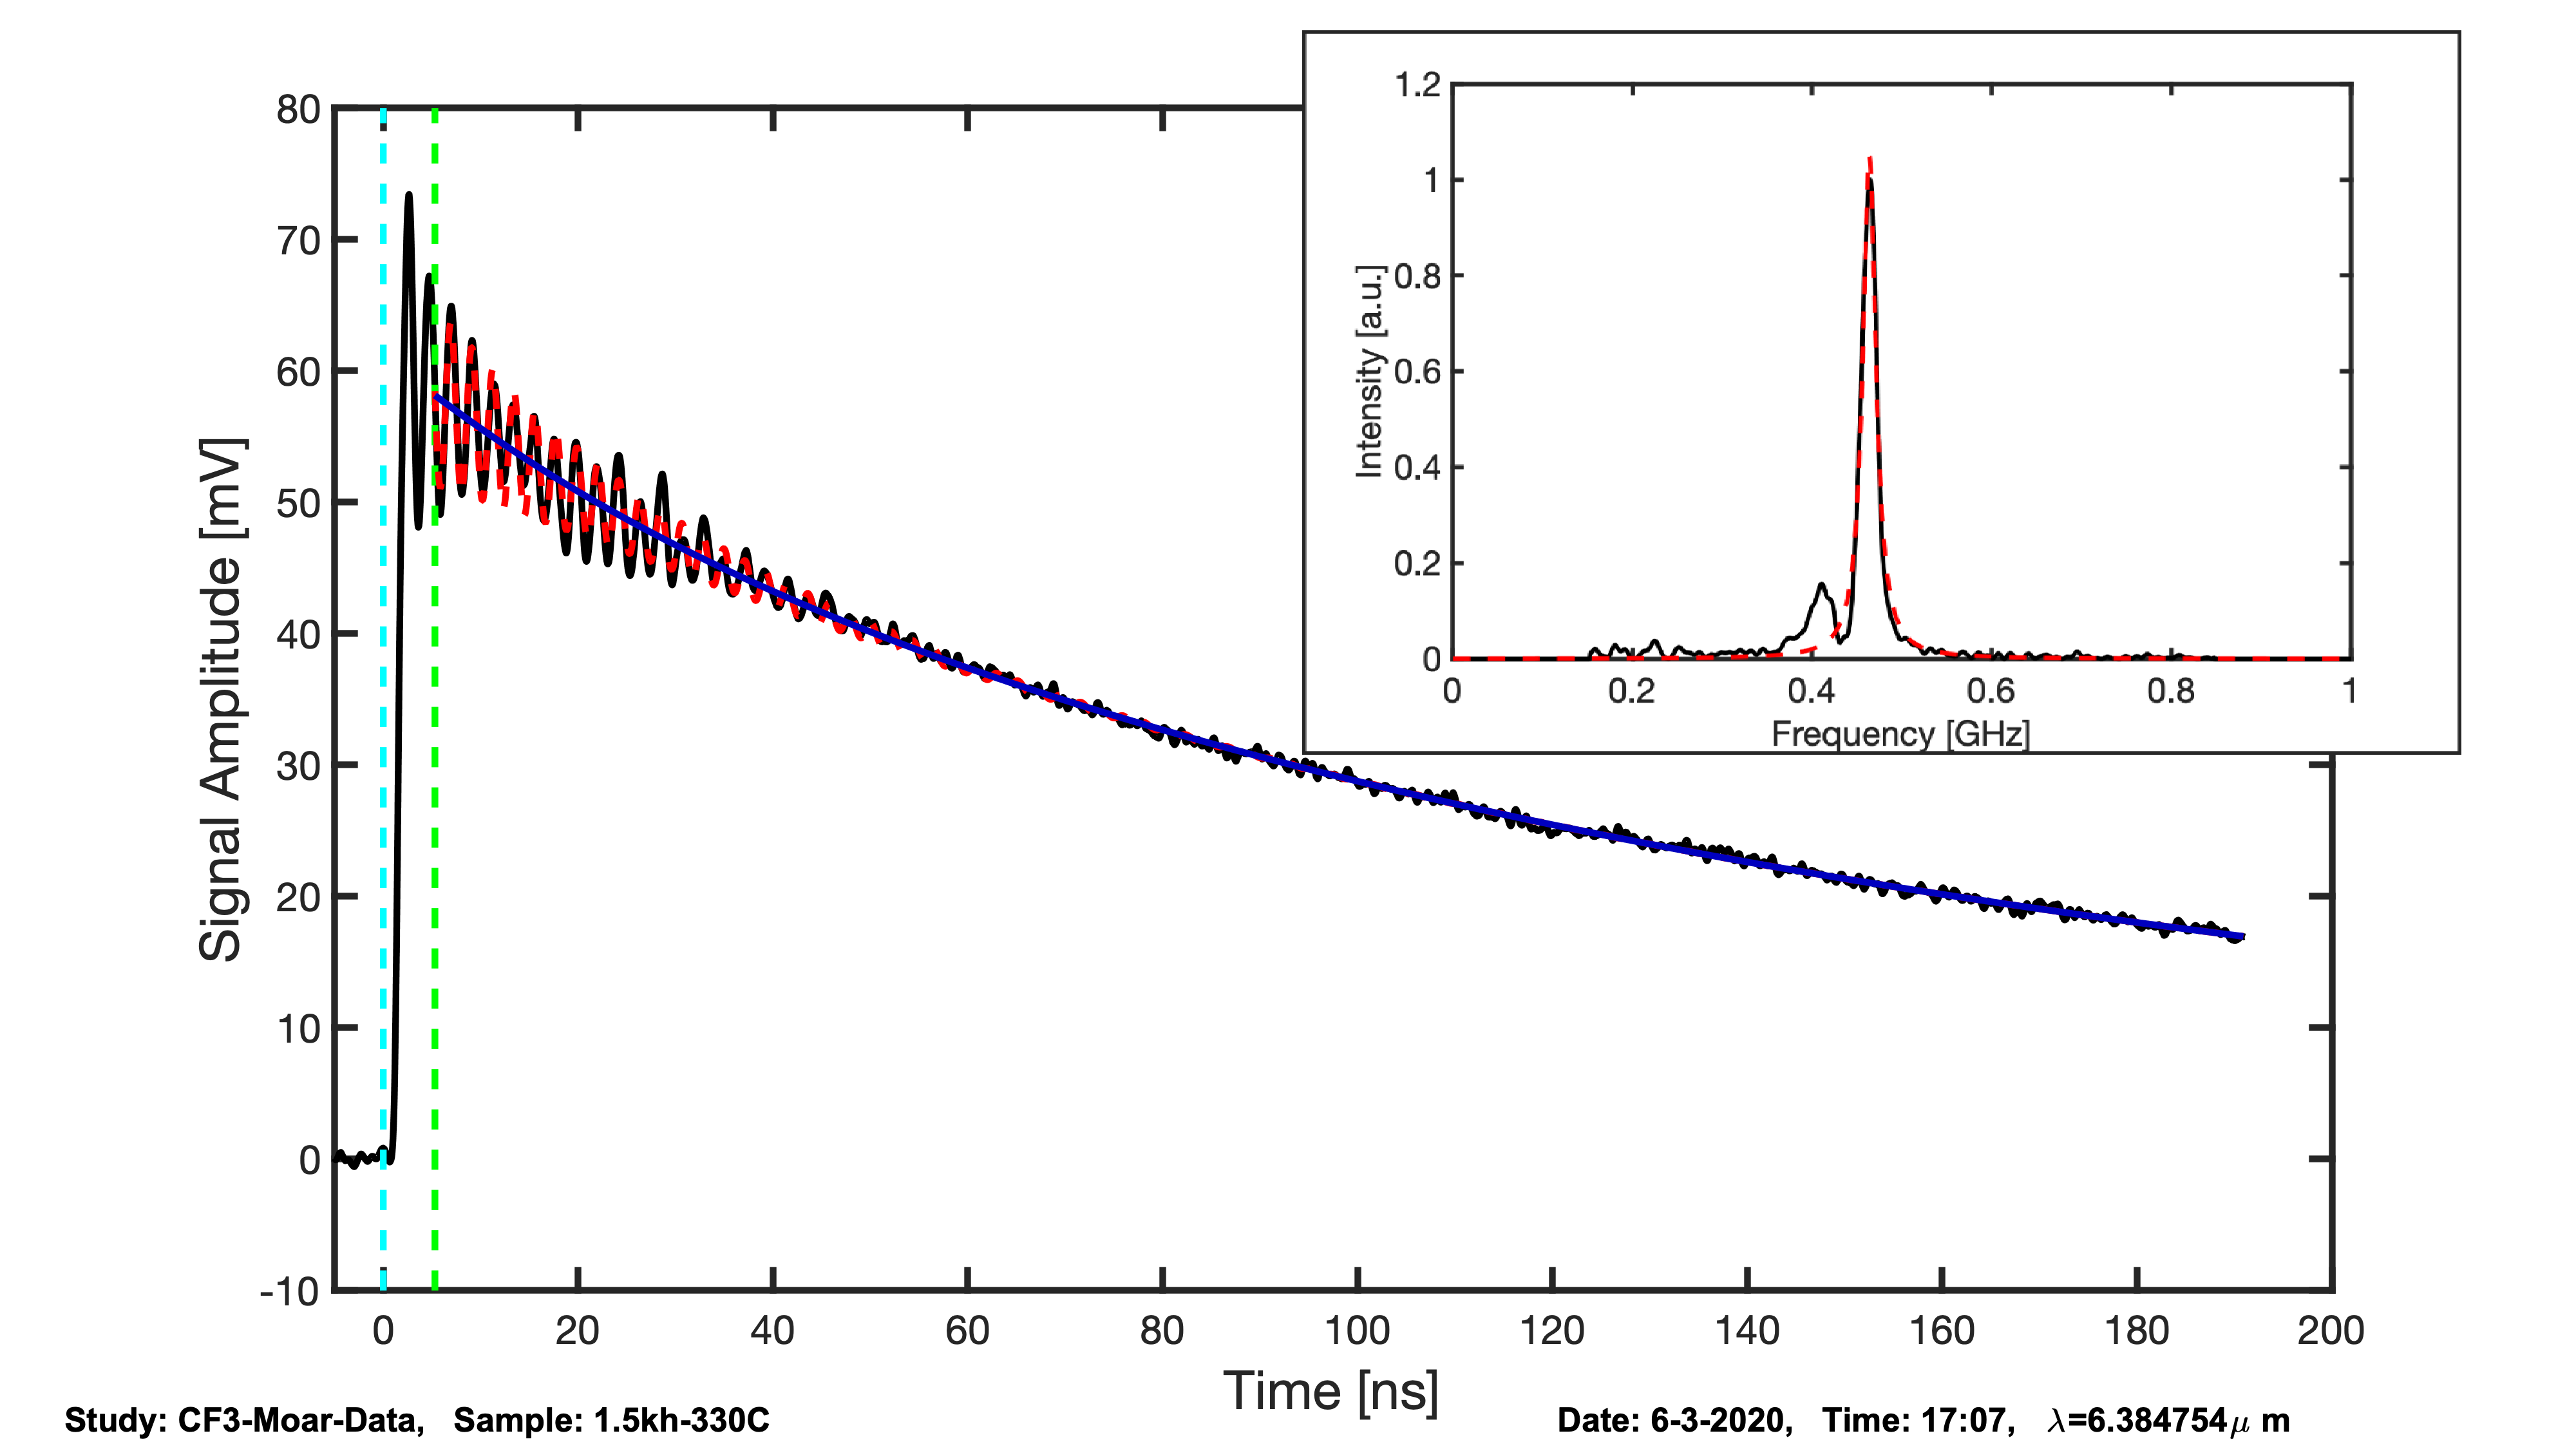 1.2
1
0.8
0.6
0.4
0.2
0
Intensity [a.u.]
0 0.2 0.4 0.6 0.8 1
Frequency [GHz]
80
70
60
50
40
30
20
10
0
-10
Signal Amplitude [mV]
0 20 40 60 80 100 120 140 160 180 200
Time [ns]
Study: CF3-Moar-Data, Sample: 1.5kh-330C
Date: 6-3-2020, Time: 17:07, λ=6.384754μ m